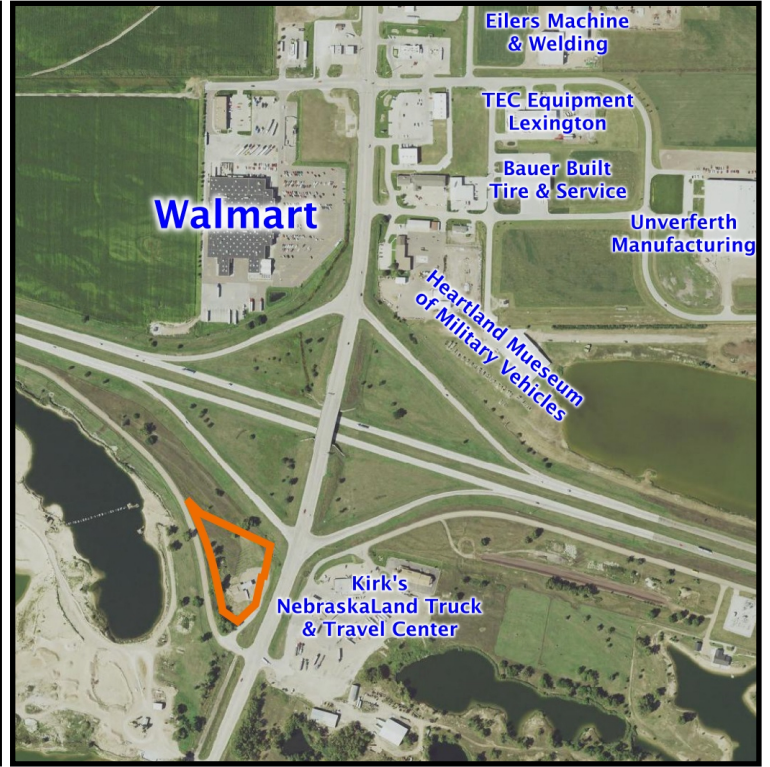 Eilers Machine
& Welding
TEC Equipment
Lexington
Bauer Built
Tire & Service
Walmart
Unverferth
Manufacturing
Heartland Mueseum
of Military Vehicles
Kirk's
NebraskaLand Truck
& Travel Center